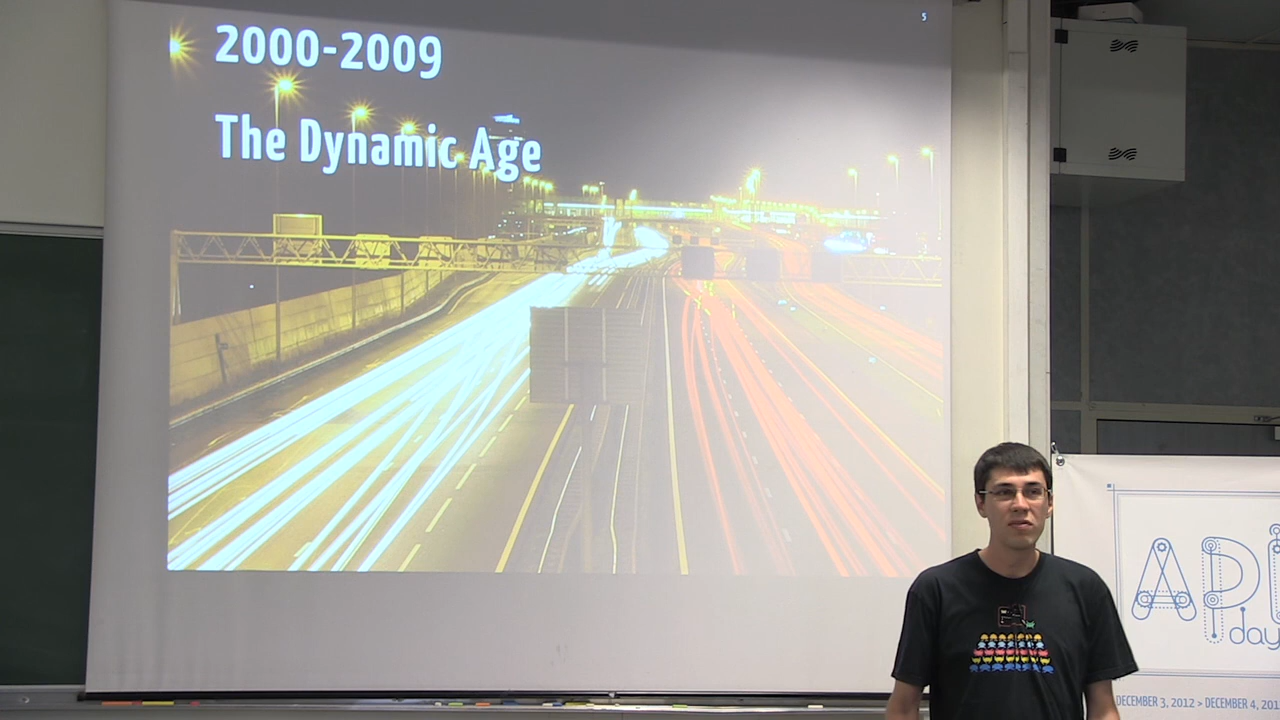 5
2000-2009
The Dynamic Age
API
day
DECEMBER 3, 2012 > DECEMBER 4, 201